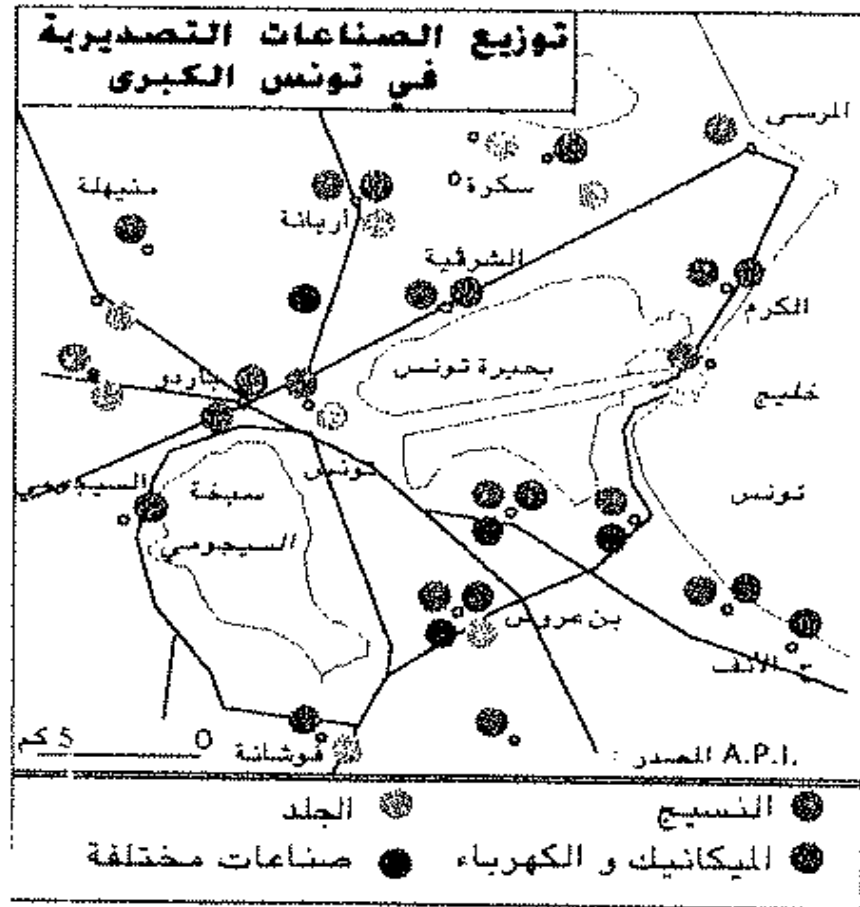 توزيع الصناعات التصديرية
في تونس الكبرى
المرسى
سكرة
منيهلة
أريانة
الشرقية
الكرم
بحيرة تونس
باردو
خليج
تونس
تونس
سبخة
السيجومي
بن عروس
الأنف
فوشانة
5 كم
0
المصدر : A.P.I.
النسيج
الجلد
الميكانيك و الكهرباء
صناعات مختلفة